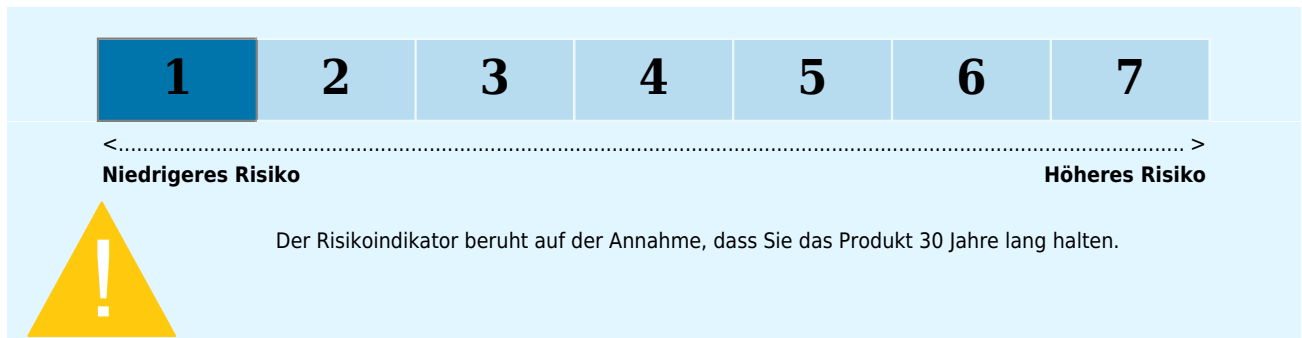 1 2 3 4 5 6 7
<.......................................................................................................................................................................... >
Niedrigeres Risiko Höheres Risiko
Der Risikoindikator beruht auf der Annahme, dass Sie das Produkt 30 Jahre lang halten.
!